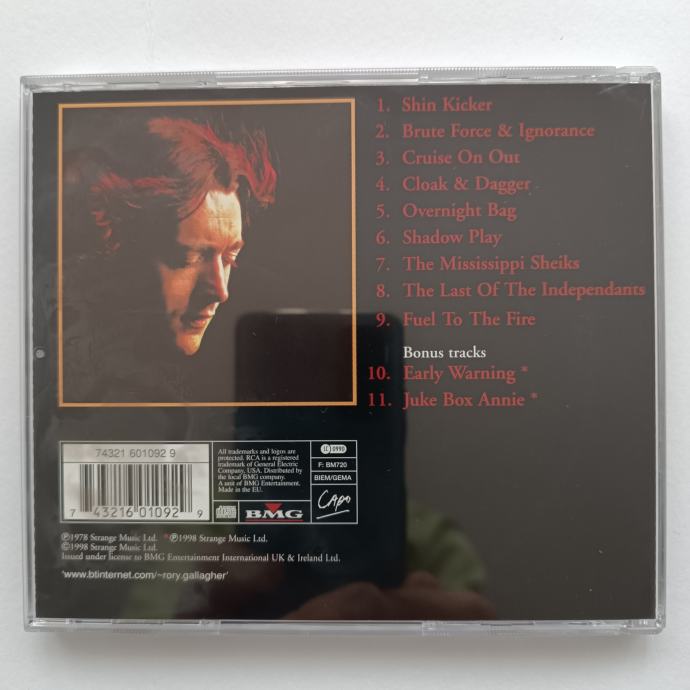 1. Shin Kicker
2. Brute Force & Ignorance
3. Cruise On Out
4. Cloak & Dagger
5. Overnight Bag
6. Shadow Play
7. The Mississippi Sheiks
8. The Last Of The Independants
9. Fuel To The Fire
Bonus tracks
10. Early Warning *
11. Juke Box Annie *
74321 601092 9
7 43216 01092 9
All trademarks and logos are
protected. RCA is a registered
trademark of General Electric
Company, USA. Distributed by
the local BMG company.
A unit of BMG Entertainment.
Made in the EU.
LC 0990
F: BM720
BIEM/GEMA
BMG
CAPO
℗1978 Strange Music Ltd. *℗1998 Strange Music Ltd.
©1998 Strange Music Ltd.
Issued under license to BMG Entertainment International UK & Ireland Ltd.
'www.btinternet.com/~rory.gallagher'